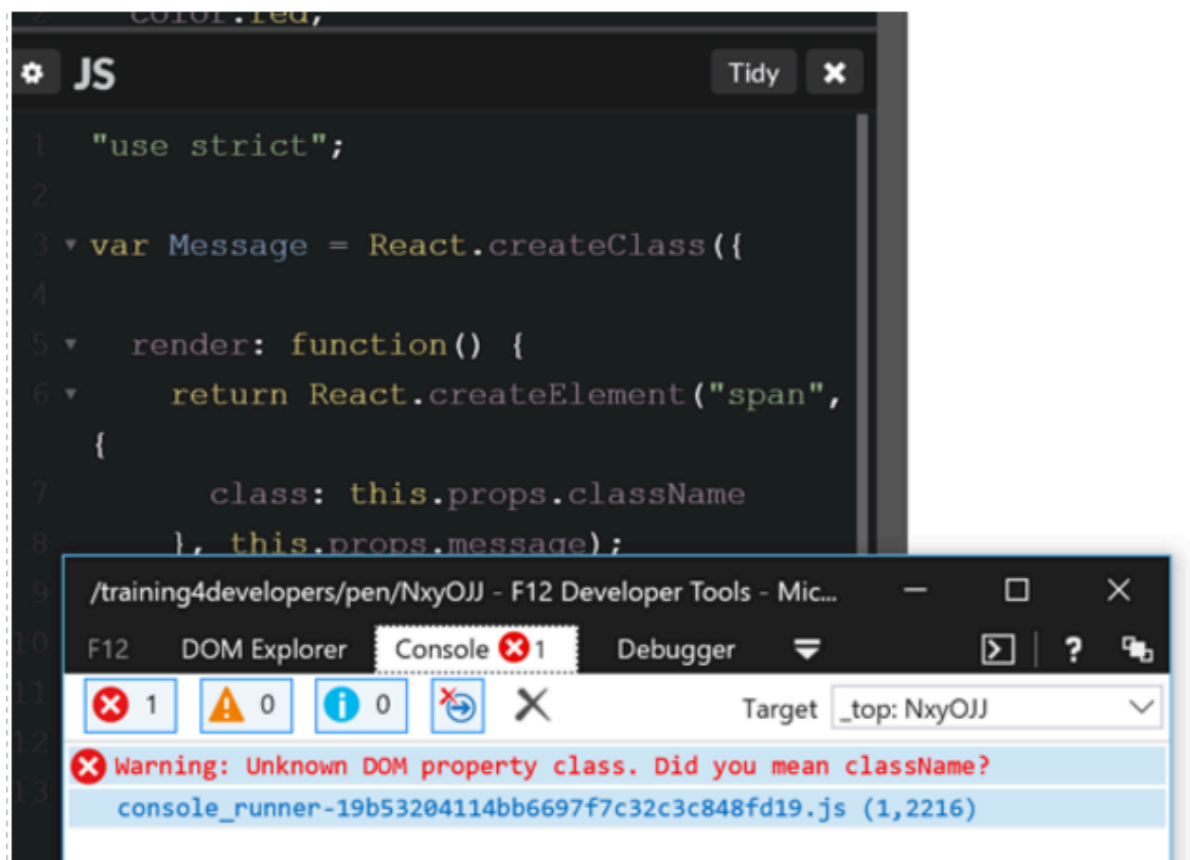 2 color.red,
JS Tidy
1 "use strict";
2
3 var Message = React.createClass({
4
5 render: function() {
6 return React.createElement("span",
{
7 class: this.props.className
8 }, this.props.message);
9 /training4developers/pen/NxyOJJ - F12 Developer Tools - Mic...
10 F12 DOM Explorer Console 1 Debugger ?
11 1 0 0 Target _top: NxyOJJ
12
Warning: Unknown DOM property class. Did you mean className?
13 console_runner-19b53204114bb6697f7c32c3c848fd19.js (1,2216)